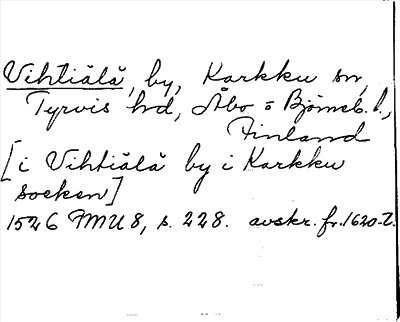 Vihtiälä, by, Karkku sn,
Tyrvis hd, Åbo o Björneb. l.,
Finland
[i Vihtiälä by i Karkku
socken]
1526 FMU 8, s. 228. avskr. fr. 1620-t.